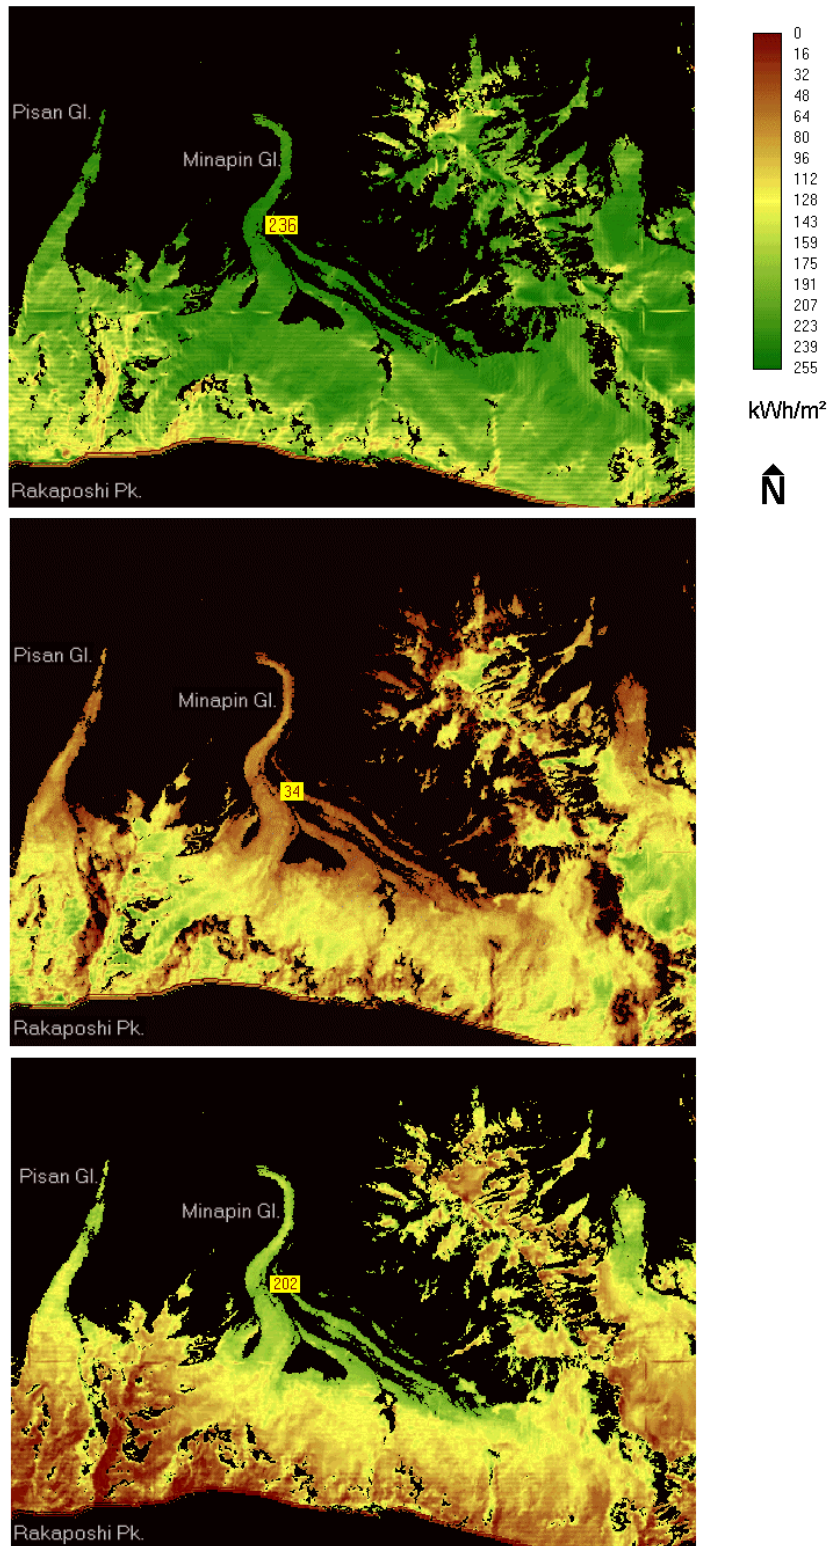 Pisan Gl.
Minapin Gl.
236
Rakaposhi Pk.
0
16
32
48
64
80
96
112
128
143
159
175
191
207
223
239
255
kWh/m²
N
Pisan Gl.
Minapin Gl.
34
Rakaposhi Pk.
Pisan Gl.
Minapin Gl.
202
Rakaposhi Pk.